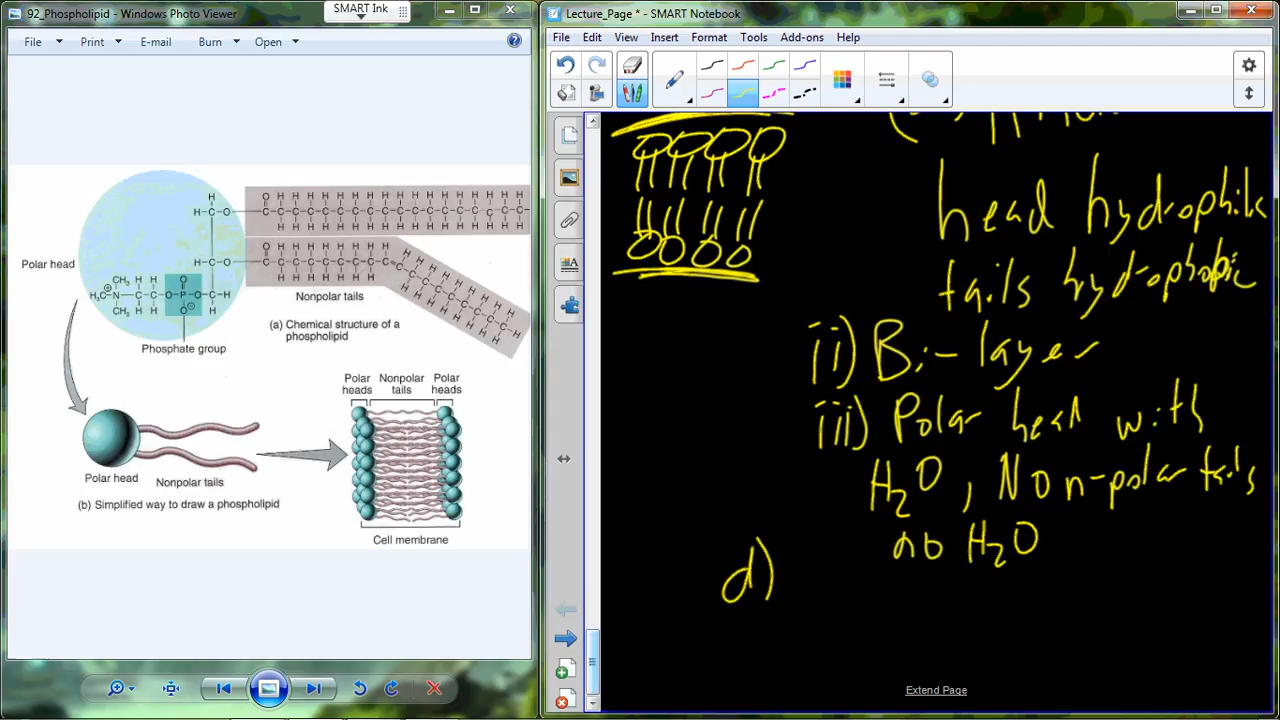 92_Phospholipid - Windows Photo Viewer
SMART Ink
File Print E-mail Burn Open
Polar head
Nonpolar tails
(a) Chemical structure of a
phospholipid
Phosphate group
Polar heads
Nonpolar tails
Polar heads
Polar head
Nonpolar tails
(b) Simplified way to draw a phospholipid
Cell membrane
Lecture_Page * - SMART Notebook
File Edit View Insert Format Tools Add-ons Help
head hydrophilic
tails hydrophobic
ii) Bi-layer
iii) Polar head with
H2O, Non-polar tails
no H2O
d)
Extend Page